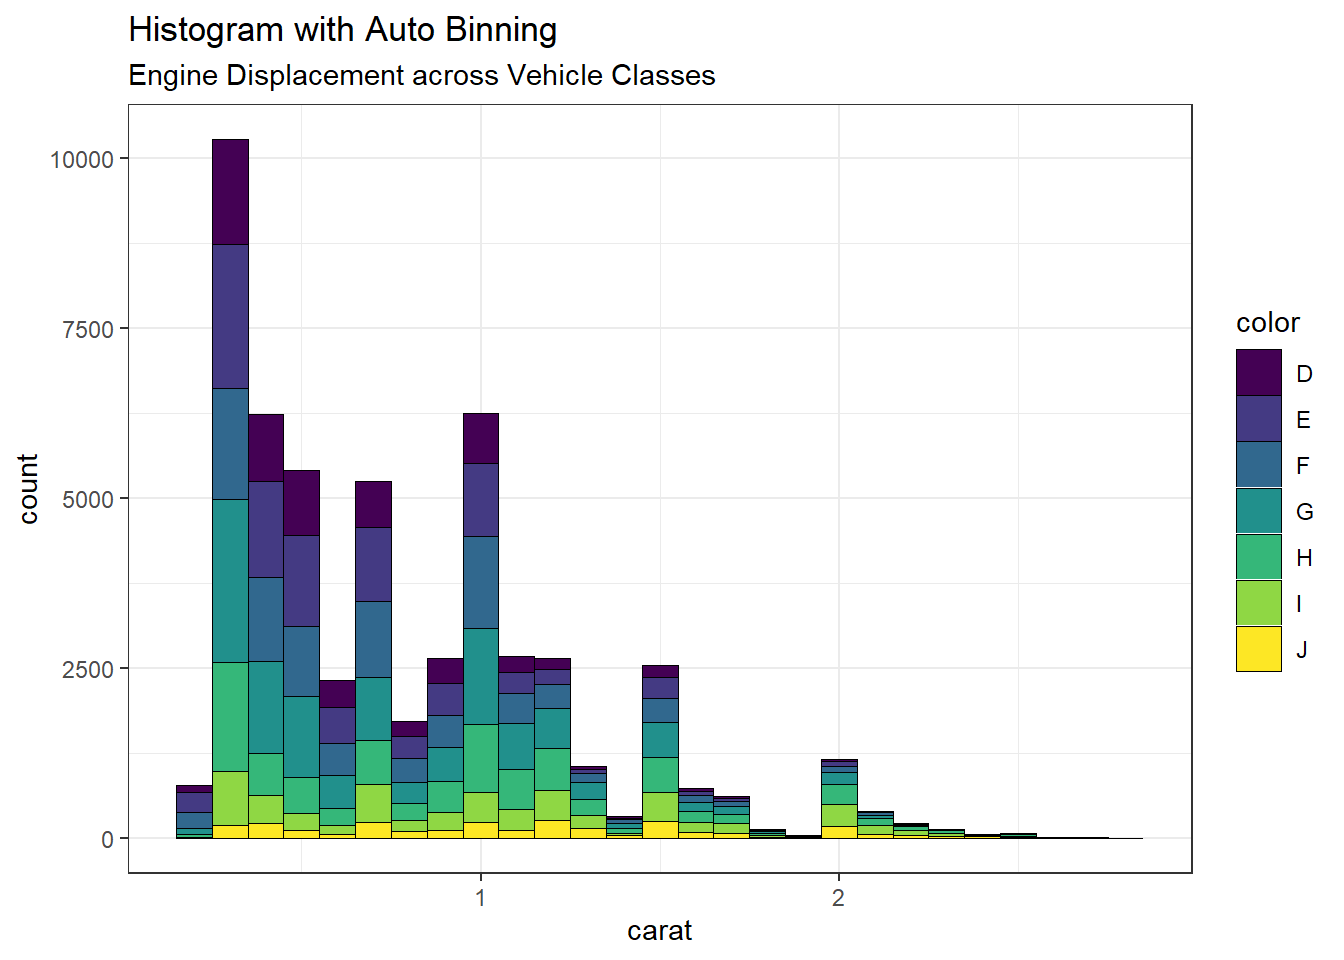 Histogram with Auto Binning
Engine Displacement across Vehicle Classes
10000
7500
5000
2500
0
count
1
2
carat
color
D
E
F
G
H
I
J